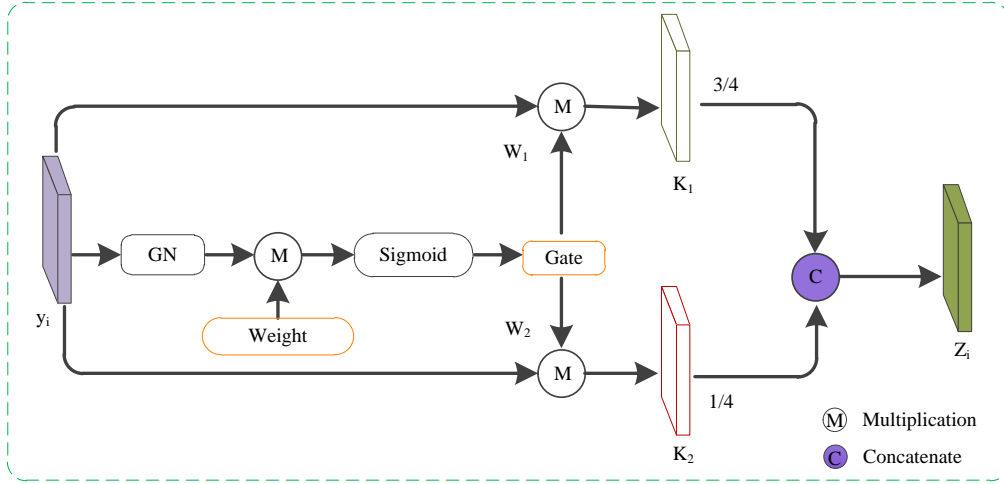 M
3/4
W₁
K₁
GN
M
Sigmoid
Gate
C
yᵢ
Weight
W₂
Zᵢ
M
1/4
K₂
M Multiplication
C Concatenate